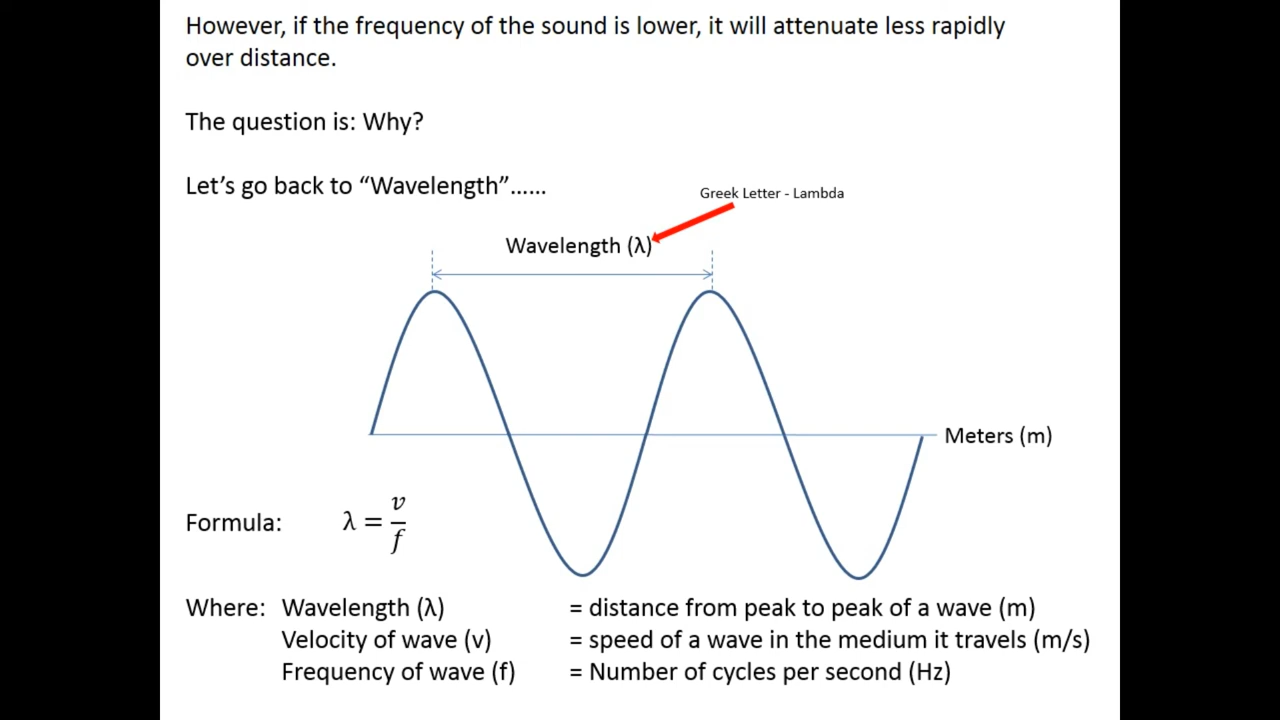 However, if the frequency of the sound is lower, it will attenuate less rapidly
over distance.
The question is: Why?
Let's go back to “Wavelength”......
Greek Letter - Lambda
Wavelength (λ)
Meters (m)
Formula: λ = v/f
Where: Wavelength (λ) = distance from peak to peak of a wave (m)
Velocity of wave (v) = speed of a wave in the medium it travels (m/s)
Frequency of wave (f) = Number of cycles per second (Hz)